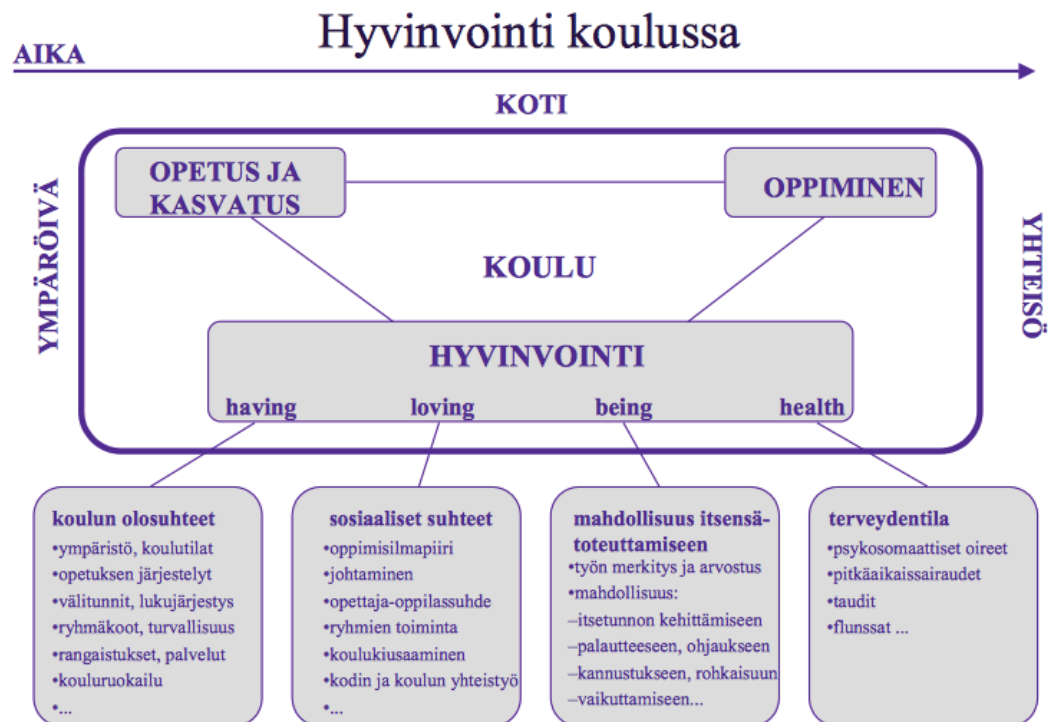 Hyvinvointi koulussa
AIKA
KOTI
YMPÄRÖIVÄ
YHTEISÖ
OPETUS JA
KASVATUS
OPPIMINEN
KOULU
HYVINVOINTI
having loving being health
koulun olosuhteet
•ympäristö, koulutilat
•opetuksen järjestelyt
•välitunnit, lukujärjestys
•ryhmäkoot, turvallisuus
•rangaistukset, palvelut
•kouluruokailu
•...
sosiaaliset suhteet
•oppimisilmapiiri
•johtaminen
•opettaja-oppilassuhde
•ryhmien toiminta
•koulukiusaaminen
•kodin ja koulun yhteistyö
•...
mahdollisuus itsensä-
toteuttamiseen
•työn merkitys ja arvostus
•mahdollisuus:
–itsetunnon kehittämiseen
–palautteeseen, ohjaukseen
–kannustukseen, rohkaisuun
–vaikuttamiseen...
terveydentila
•psykosomaattiset oireet
•pitkäaikaissairaudet
•taudit
•flunssat ...